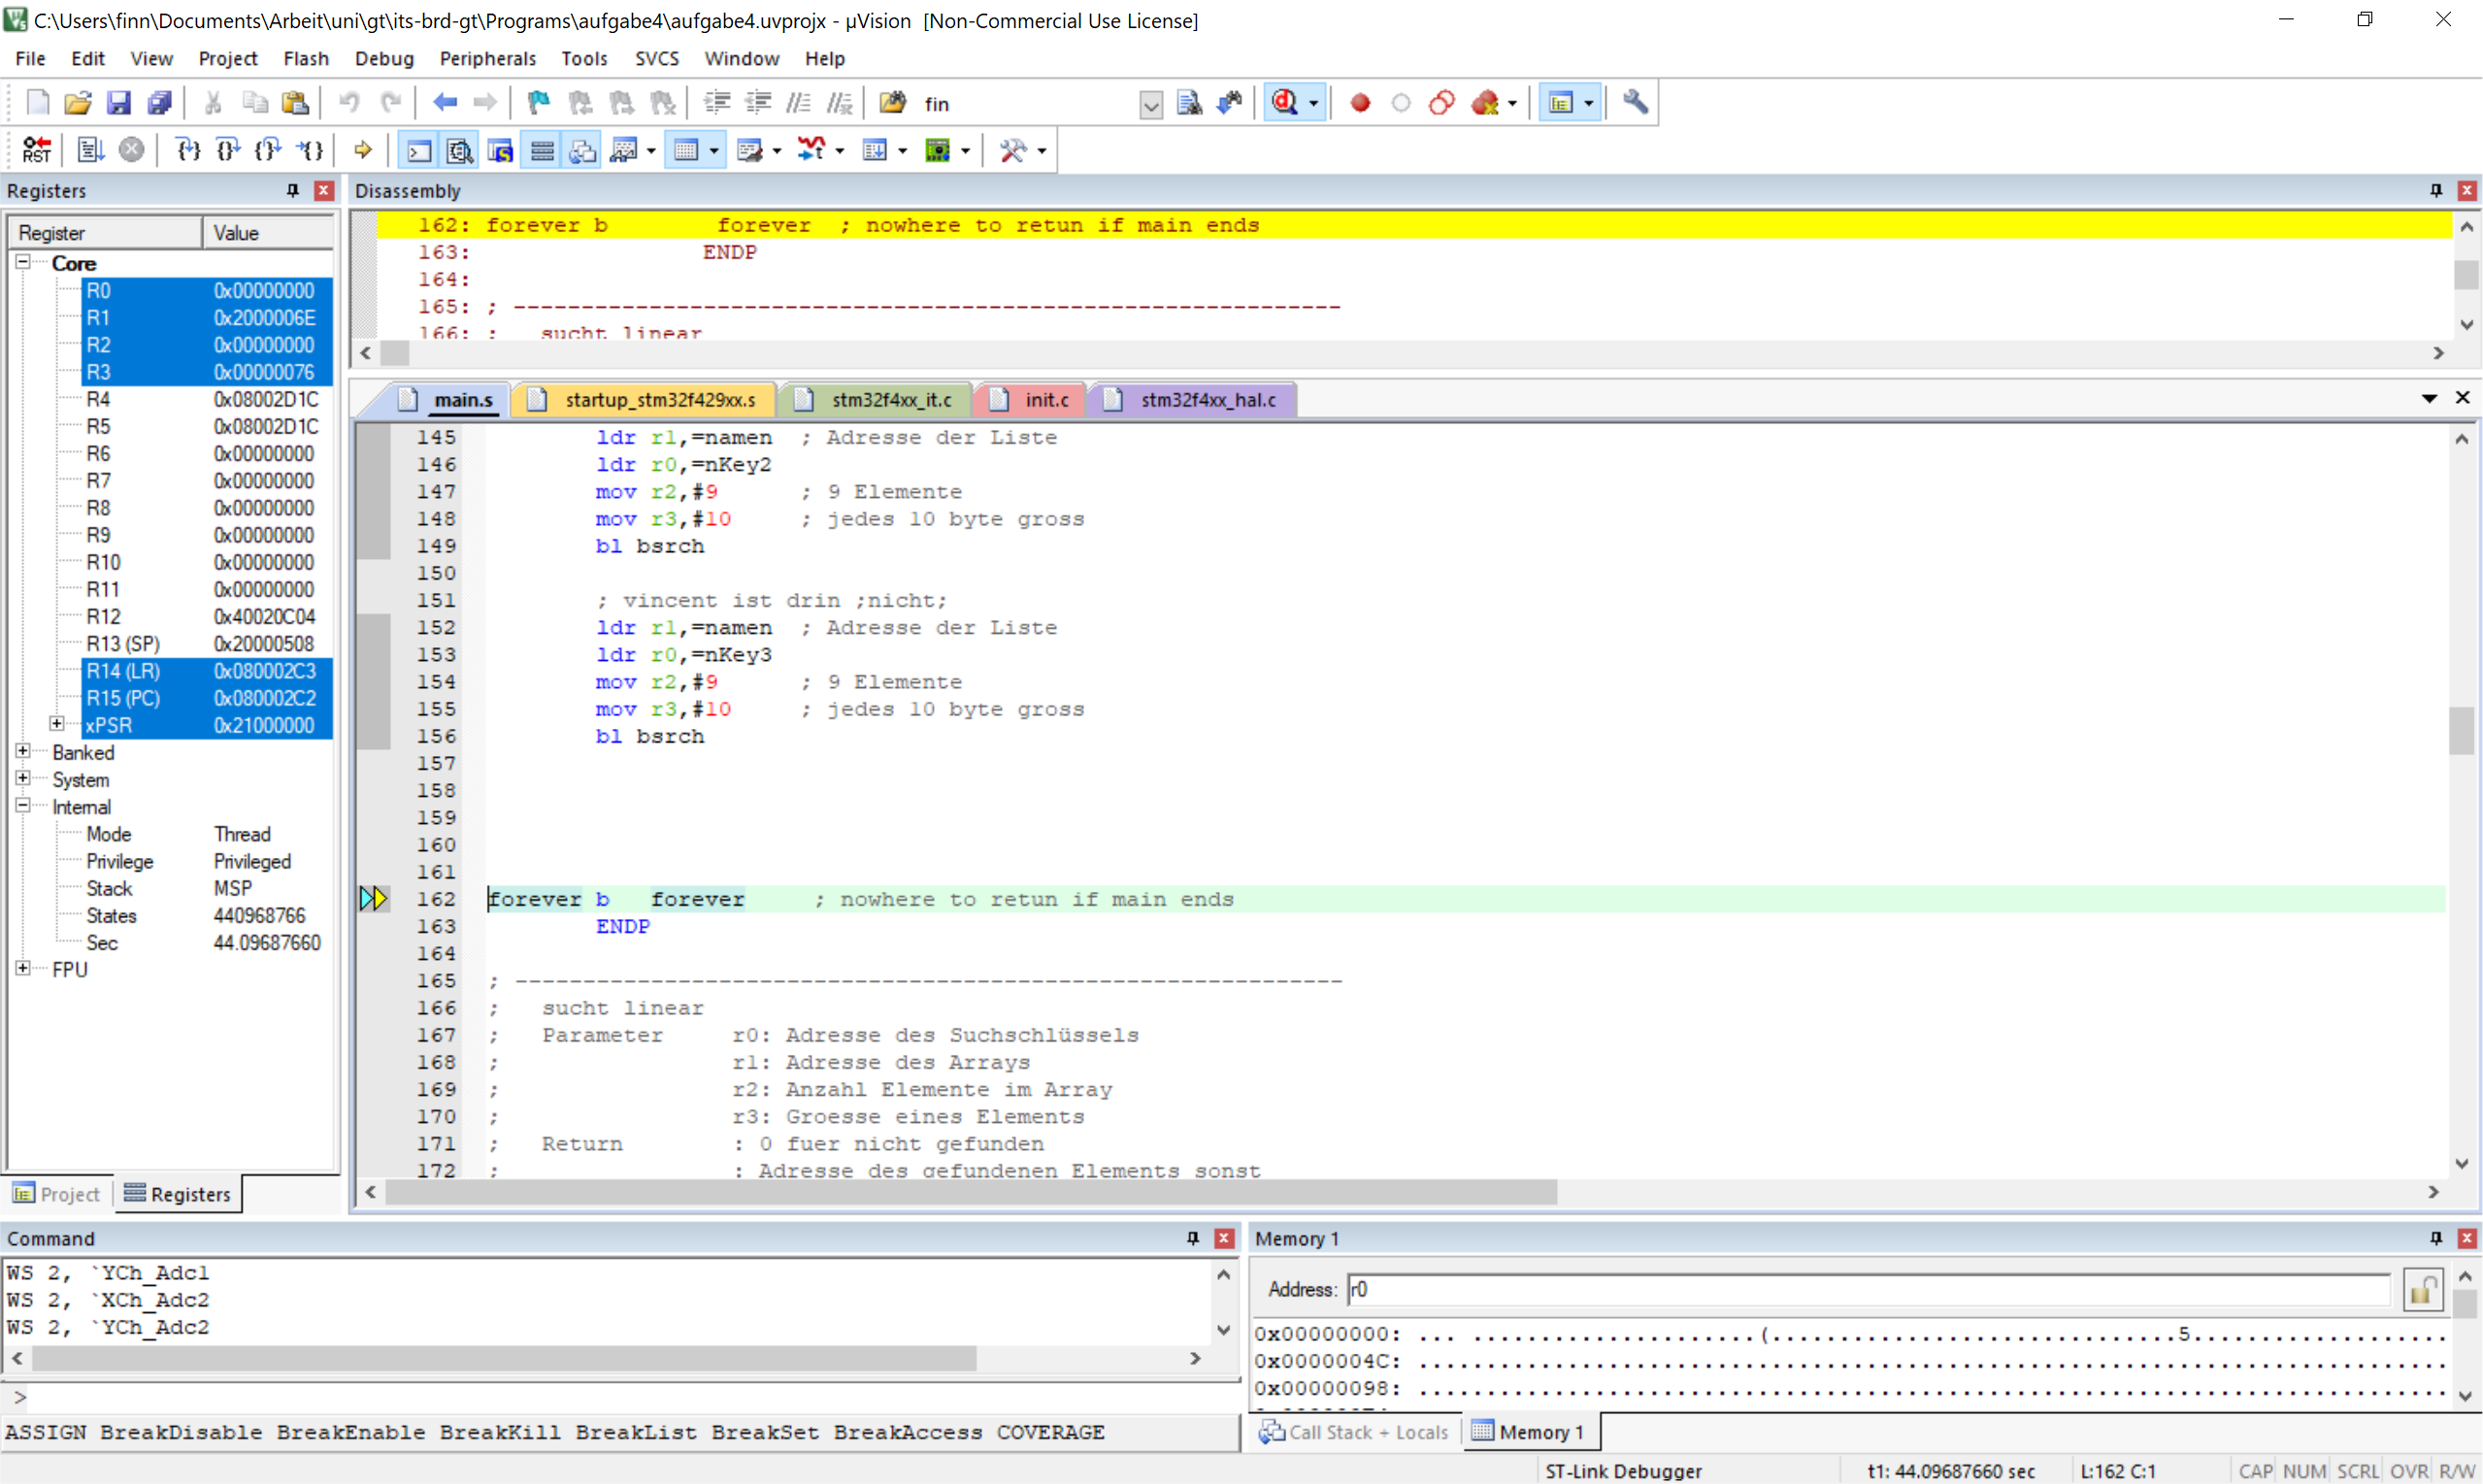 C:\Users\finn\Documents\Arbeit\uni\gt\its-brd-gt\Programs\aufgabe4\aufgabe4.uvprojx - µVision  [Non-Commercial Use License]
File Edit View Project Flash Debug Peripherals Tools SVCS Window Help
fin
RST
Registers
Register Value
Core
R0 0x00000000
R1 0x2000006E
R2 0x00000000
R3 0x00000076
R4 0x08002D1C
R5 0x08002D1C
R6 0x00000000
R7 0x00000000
R8 0x00000000
R9 0x00000000
R10 0x00000000
R11 0x00000000
R12 0x40020C04
R13 (SP) 0x20000508
R14 (LR) 0x080002C3
R15 (PC) 0x080002C2
xPSR 0x21000000
Banked
System
Internal
Mode Thread
Privilege Privileged
Stack MSP
States 440968766
Sec 44.09687660
FPU
Project Registers
Disassembly
162: forever b        forever  ; nowhere to retun if main ends
163:                 ENDP
164:
165: ; -------------------------------------------------------------
166: ;   sucht linear
main.s startup_stm32f429xx.s stm32f4xx_it.c init.c stm32f4xx_hal.c
145 ldr r1,=namen  ; Adresse der Liste
146 ldr r0,=nKey2
147 mov r2,#9      ; 9 Elemente
148 mov r3,#10     ; jedes 10 byte gross
149 bl bsrch
150
151 ; vincent ist drin ;nicht;
152 ldr r1,=namen  ; Adresse der Liste
153 ldr r0,=nKey3
154 mov r2,#9      ; 9 Elemente
155 mov r3,#10     ; jedes 10 byte gross
156 bl bsrch
157
158
159
160
161
162 forever b   forever     ; nowhere to retun if main ends
163 ENDP
164
165 ; -------------------------------------------------------------
166 ;   sucht linear
167 ;   Parameter     r0: Adresse des Suchschlüssels
168 ;                 r1: Adresse des Arrays
169 ;                 r2: Anzahl Elemente im Array
170 ;                 r3: Groesse eines Elements
171 ;   Return        : 0 fuer nicht gefunden
172 ;                 : Adresse des gefundenen Elements sonst
Command
WS 2, `YCh_Adc1
WS 2, `XCh_Adc2
WS 2, `YCh_Adc2
>
ASSIGN BreakDisable BreakEnable BreakKill BreakList BreakSet BreakAccess COVERAGE
Memory 1
Address: r0
0x00000000: ... .....................(...............................5...................
0x0000004C: ............................................................................
0x00000098: ............................................................................
Call Stack + Locals Memory 1
ST-Link Debugger t1: 44.09687660 sec L:162 C:1 CAP NUM SCRL OVR R/W